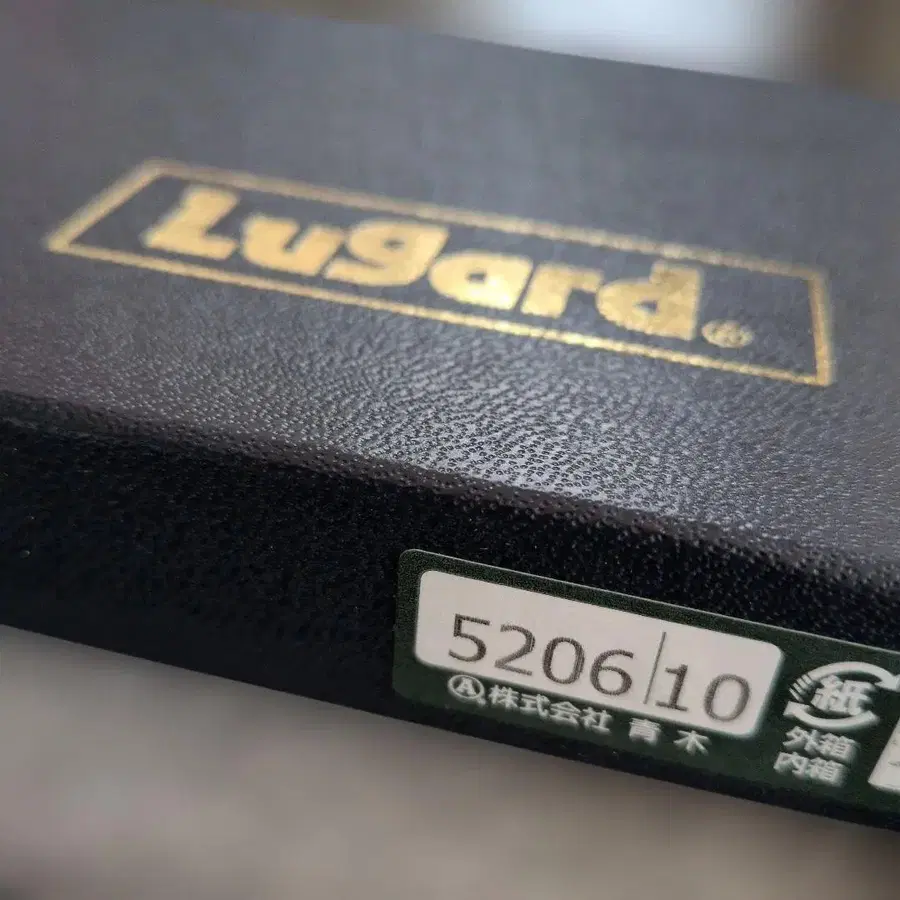 Lugard®
5206 10
Ⓐ株式会社 青木
紙
外箱
内箱